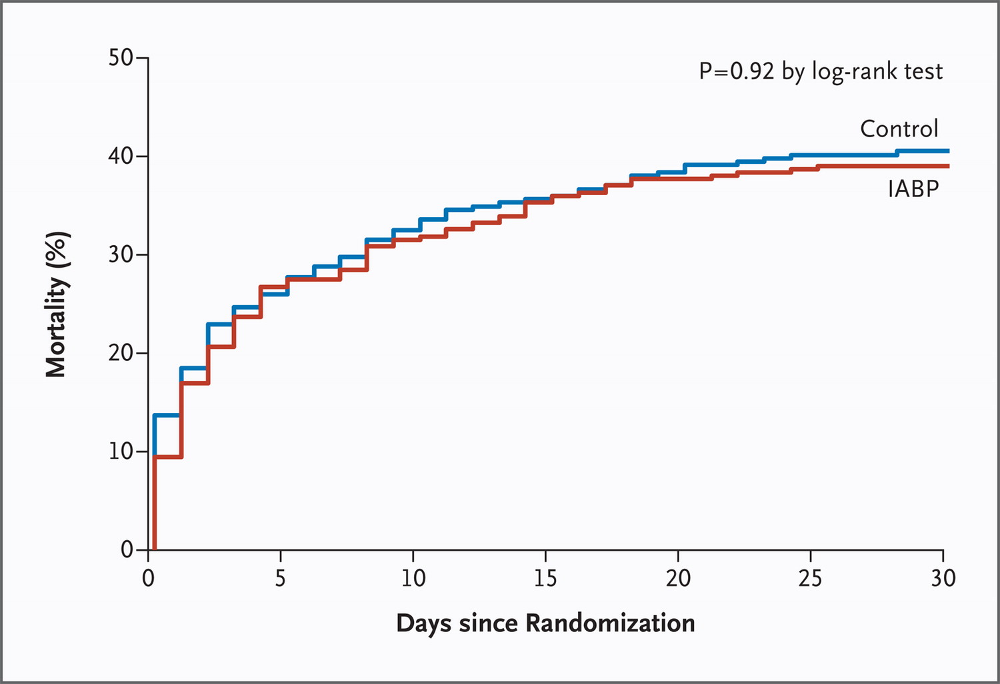 50
P=0.92 by log-rank test
Control
40
IABP
30
Mortality (%)
20
10
0
0 5 10 15 20 25 30
Days since Randomization